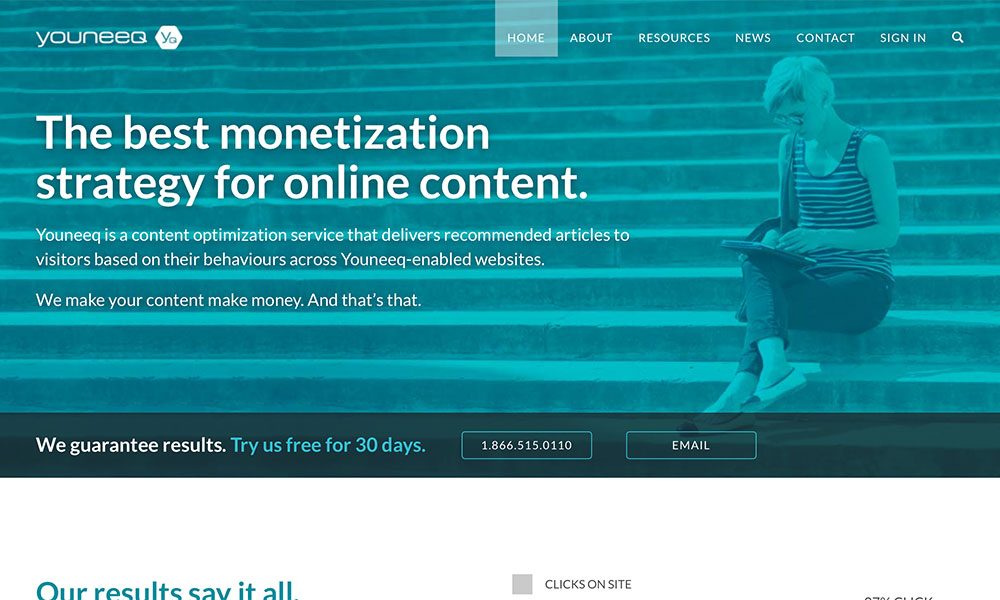 youneeq YQ
HOME ABOUT RESOURCES NEWS CONTACT SIGN IN
The best monetization
strategy for online content.
Youneeq is a content optimization service that delivers recommended articles to
visitors based on their behaviours across Youneeq-enabled websites.
We make your content make money. And that's that.
We guarantee results. Try us free for 30 days. 1.866.515.0110 EMAIL
Our results say it all.
CLICKS ON SITE